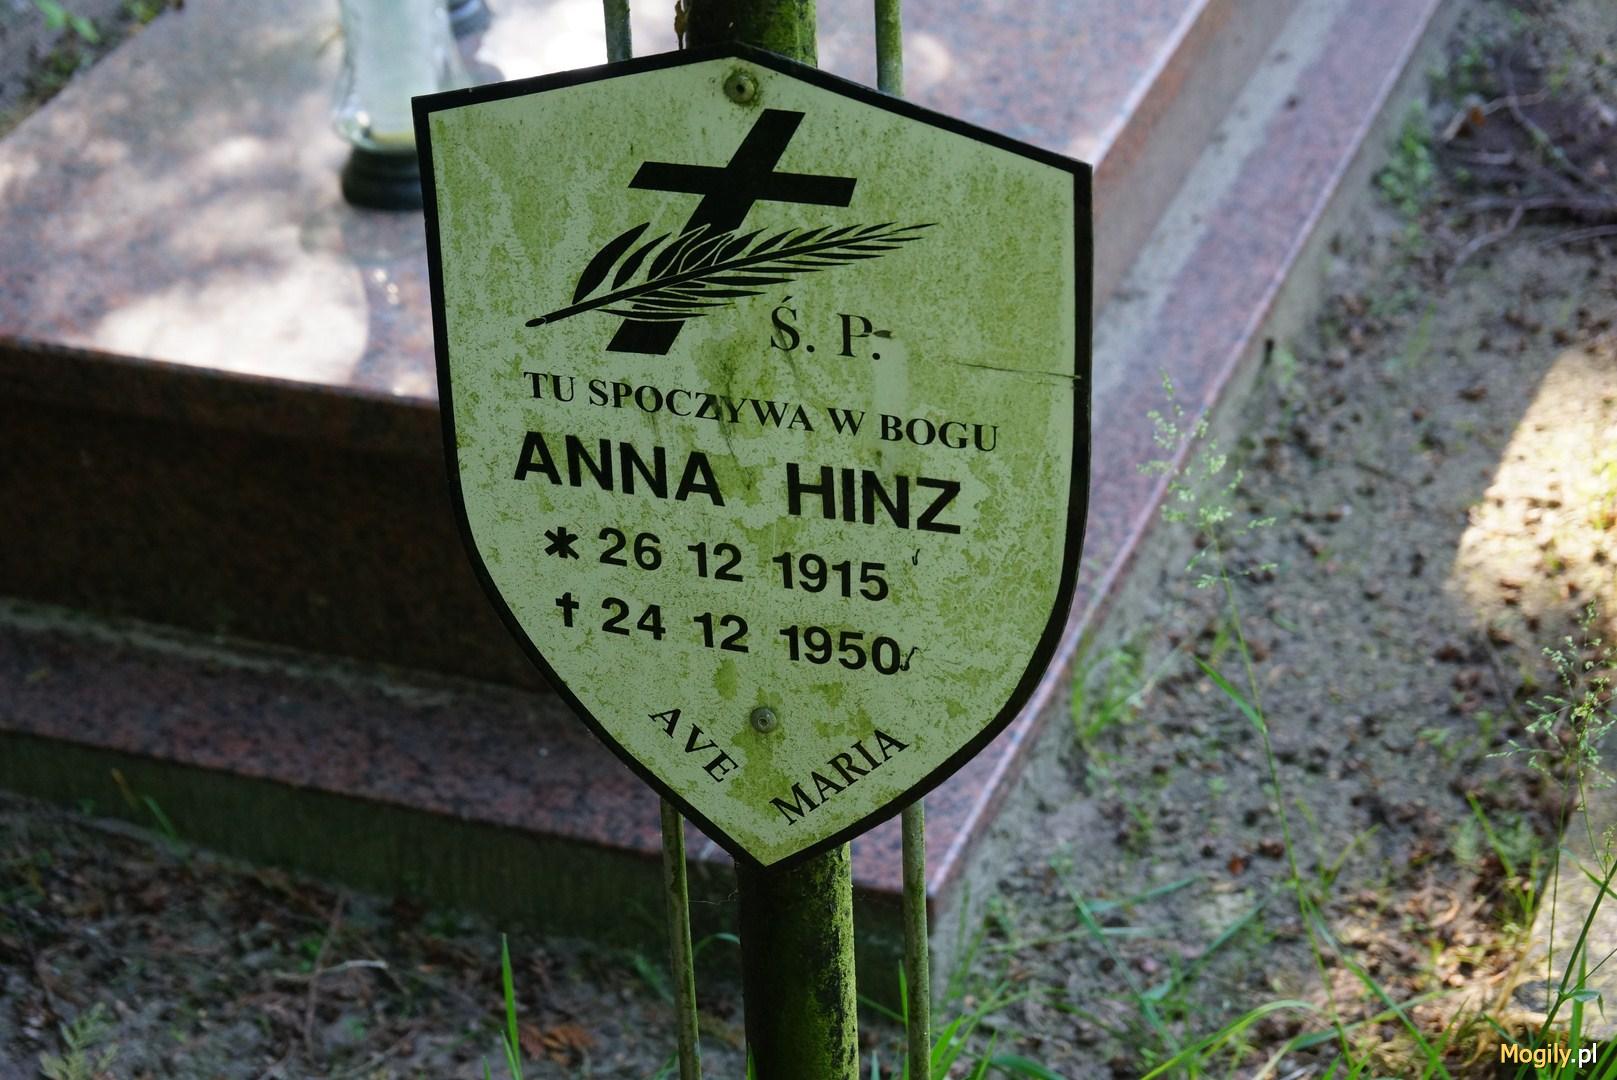 Ś. P.
TU SPOCZYWA W BOGU
ANNA HINZ
* 26 12 1915
† 24 12 1950
AVE MARIA
Mogily.pl